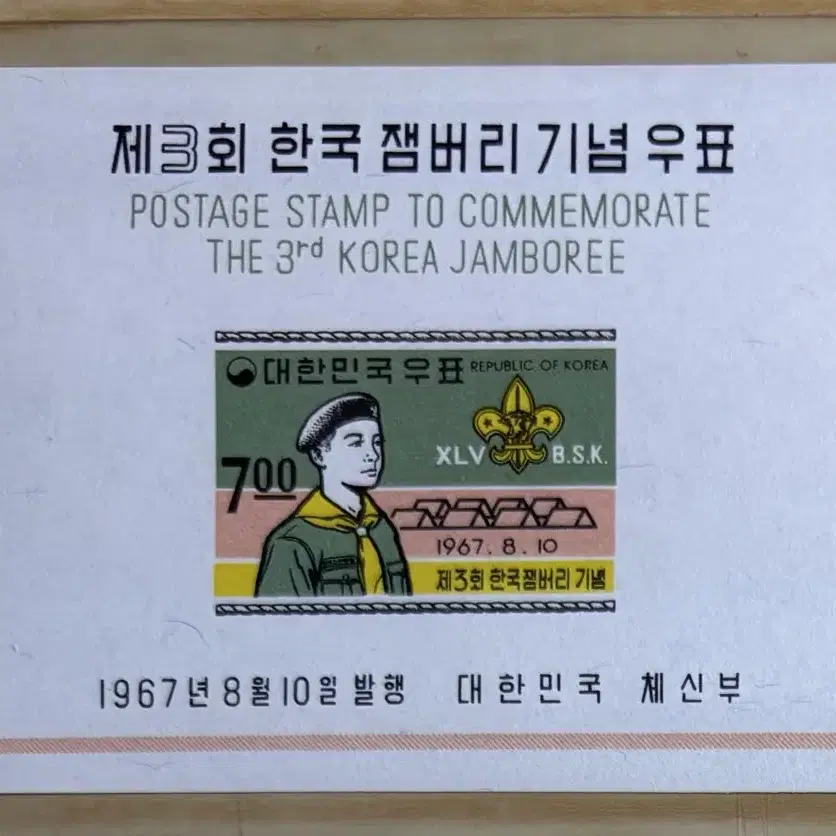 제3회 한국 잼버리 기념 우표
POSTAGE STAMP TO COMMEMORATE
THE 3rd KOREA JAMBOREE
대한민국우표 REPUBLIC OF KOREA
XLV B.S.K.
700
1967. 8. 10
제3회 한국잼버리 기념
1967년 8월 10일 발행 대한민국 체신부